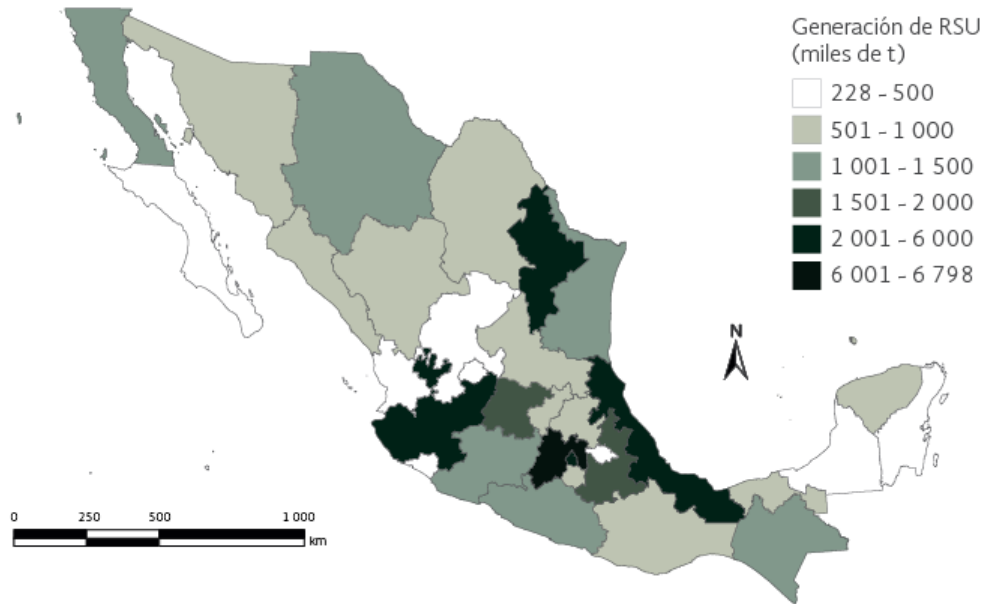 Generación de RSU
(miles de t)
228 - 500
501 - 1 000
1 001 - 1 500
1 501 - 2 000
2 001 - 6 000
6 001 - 6 798
N
0 250 500 1 000
km